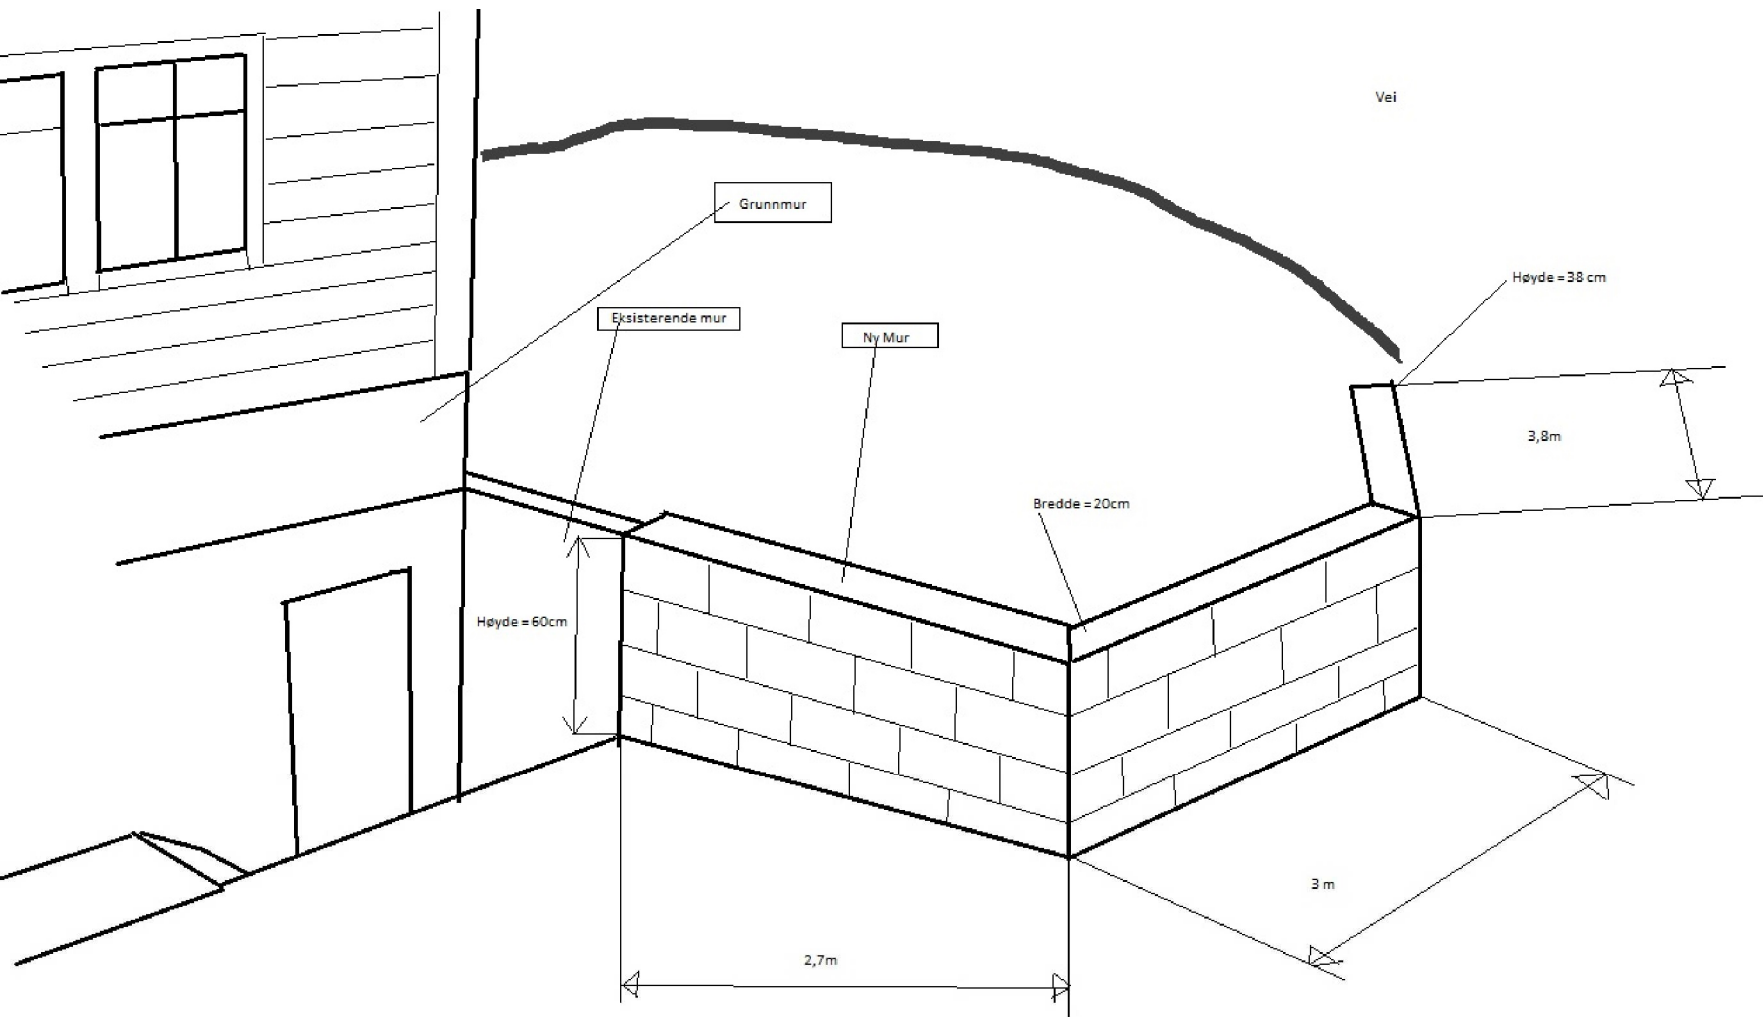 Vei
Grunnmur
Høyde = 38 cm
Eksisterende mur
Ny Mur
3,8m
Bredde = 20cm
Høyde = 60cm
3 m
2,7m